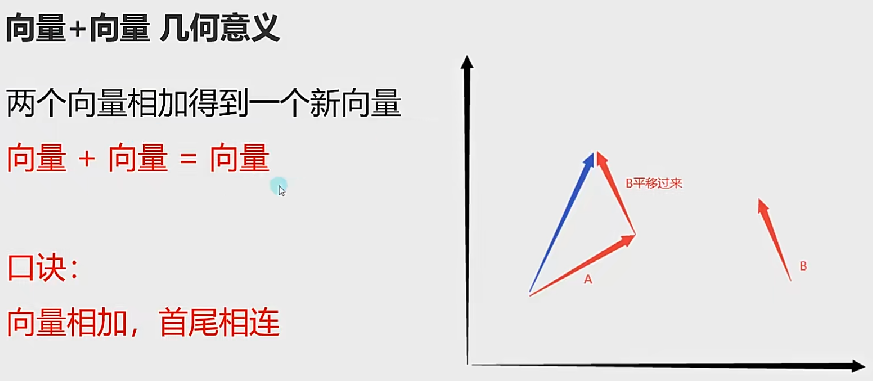 向量+向量 几何意义
两个向量相加得到一个新向量
向量 + 向量 = 向量
口诀：
向量相加，首尾相连
B平移过来
A
B